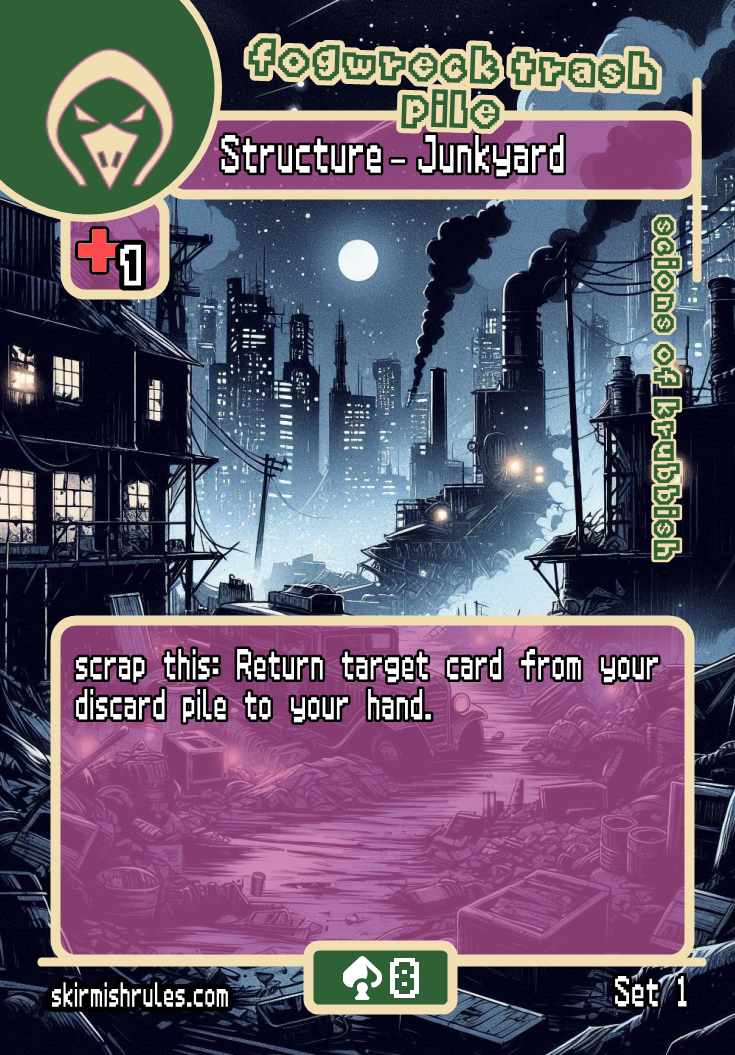 fogwreck trash
pile
Structure - Junkyard
1
scions of krubbish
scrap this: Return target card from your
discard pile to your hand.
skirmishrules.com
8
Set 1